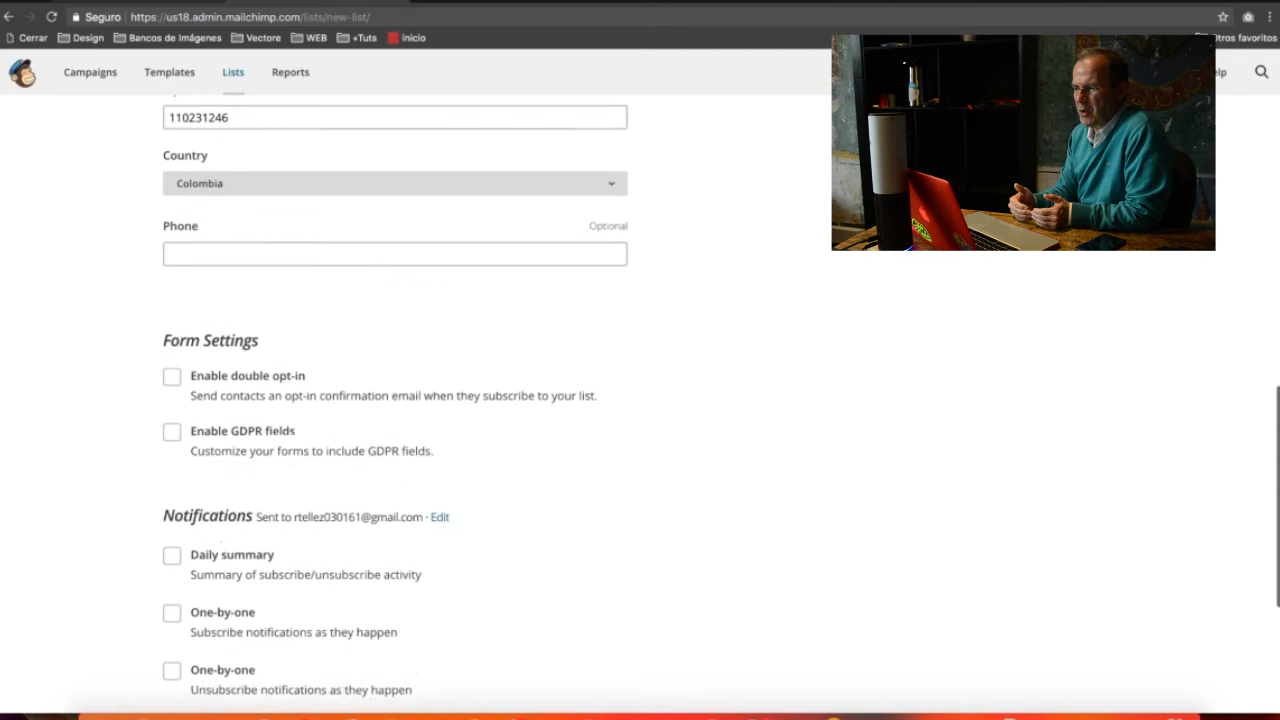 Seguro https://us18.admin.mailchimp.com/lists/new-list/
Cerrar Design Bancos de Imágenes Vectore WEB +Tuts inicio otros favoritos
Campaigns Templates Lists Reports
110231246
Country
Colombia
Phone Optional
Form Settings
Enable double opt-in
Send contacts an opt-in confirmation email when they subscribe to your list.
Enable GDPR fields
Customize your forms to include GDPR fields.
Notifications Sent to rtellez030161@gmail.com · Edit
Daily summary
Summary of subscribe/unsubscribe activity
One-by-one
Subscribe notifications as they happen
One-by-one
Unsubscribe notifications as they happen